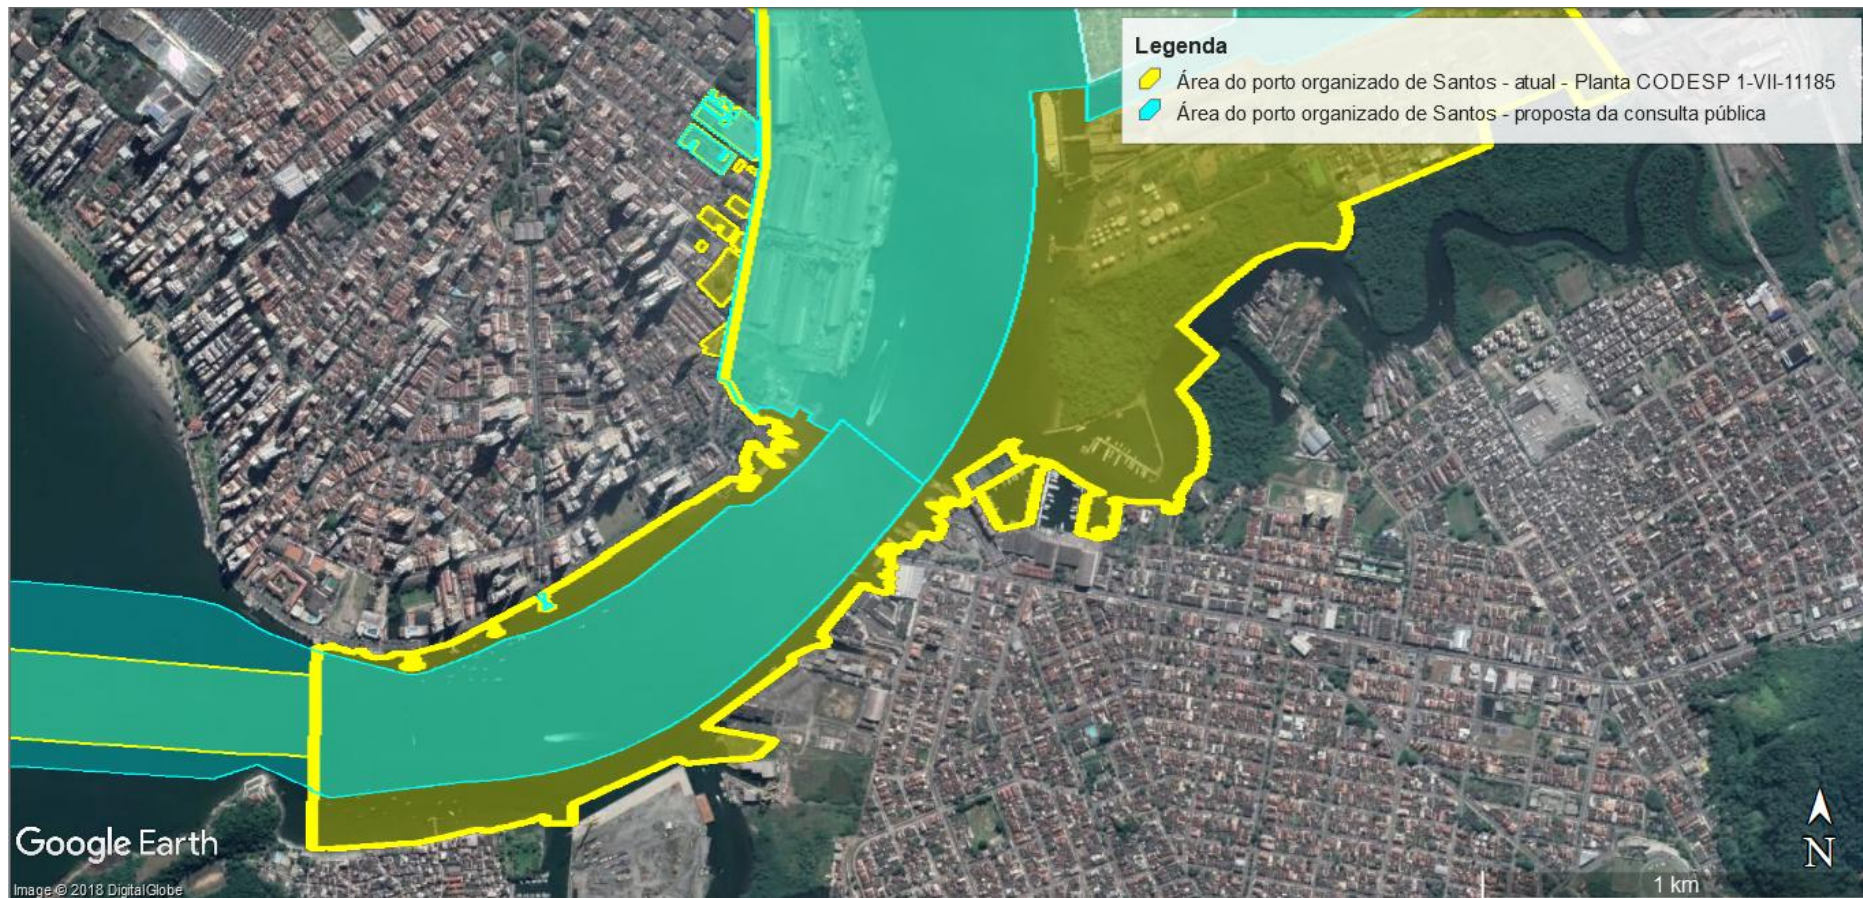 Legenda
Área do porto organizado de Santos - atual - Planta CODESP 1-VII-11185
Área do porto organizado de Santos - proposta da consulta pública
N
Google Earth
1 km
Image © 2018 DigitalGlobe